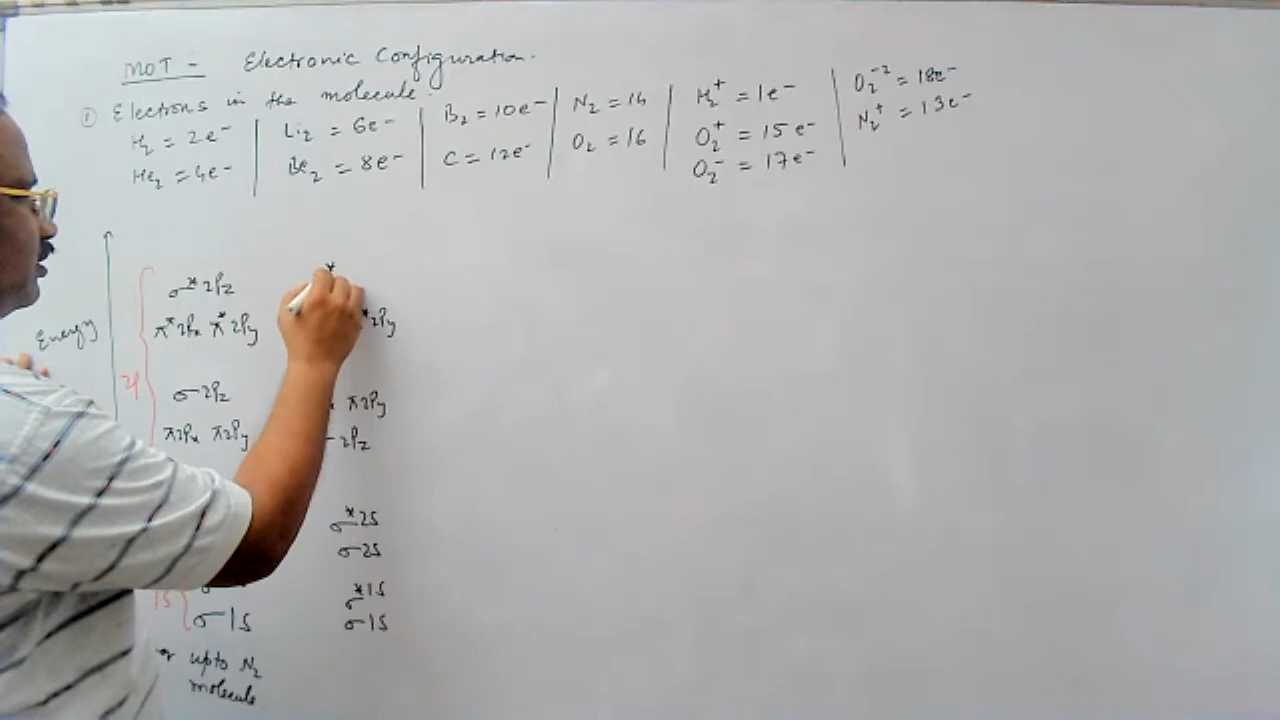 MOT - Electronic Configuration.
① Electrons in the molecule.
H₂ = 2e⁻
He₂ = 4e⁻
Li₂ = 6e⁻
Be₂ = 8e⁻
B₂ = 10e⁻
C = 12e⁻
N₂ = 14
O₂ = 16
H₂⁺ = 1e⁻
O₂⁺ = 15e⁻
O₂⁻ = 17e⁻
O₂⁻² = 18e⁻
N₂⁺ = 13e⁻
Energy
2p
σ*2Pz
π*2Px π*2Py
σ2Pz
π2Px π2Py
1s
σ1s
upto N₂
molecule
*
*2Py
π2Py
2Pz
σ*2s
σ2s
σ*1s
σ1s